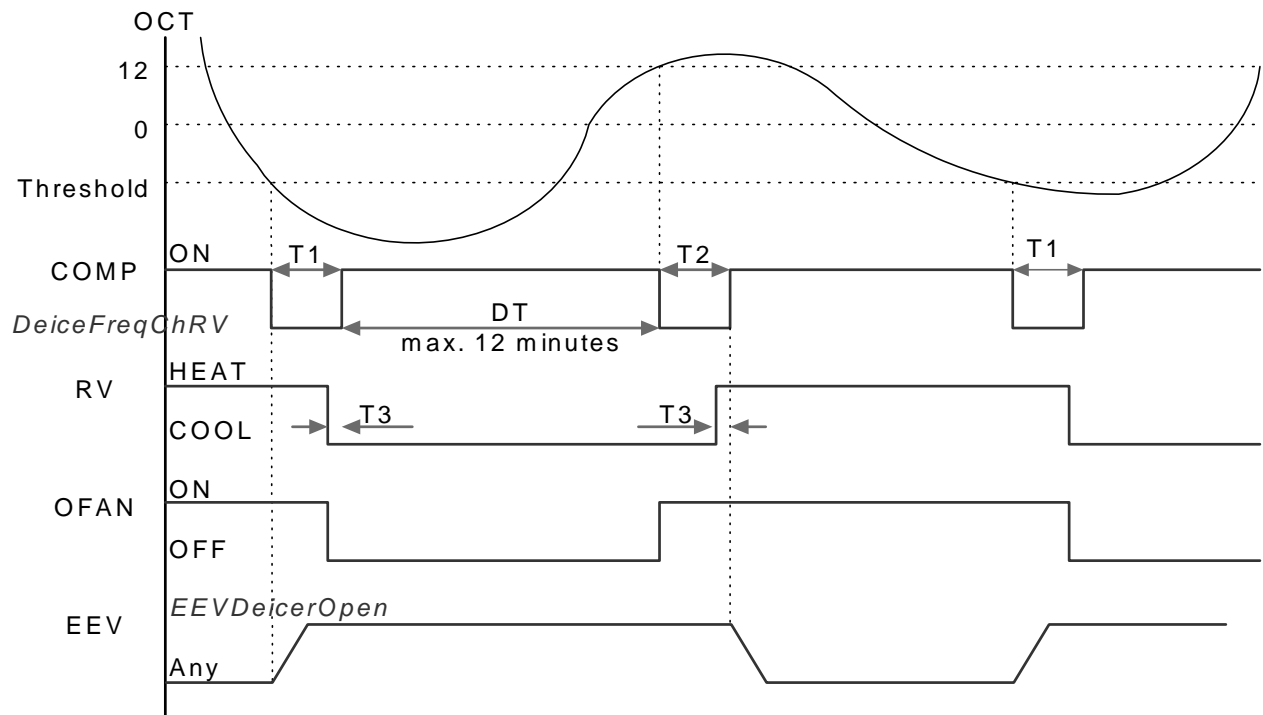 OCT
12
0
Threshold
ON
T1
T2
T1
COMP
DeiceFreqChRV
DT
max. 12 minutes
HEAT
RV
T3
T3
COOL
ON
OFAN
OFF
EEVDeicerOpen
EEV
Any